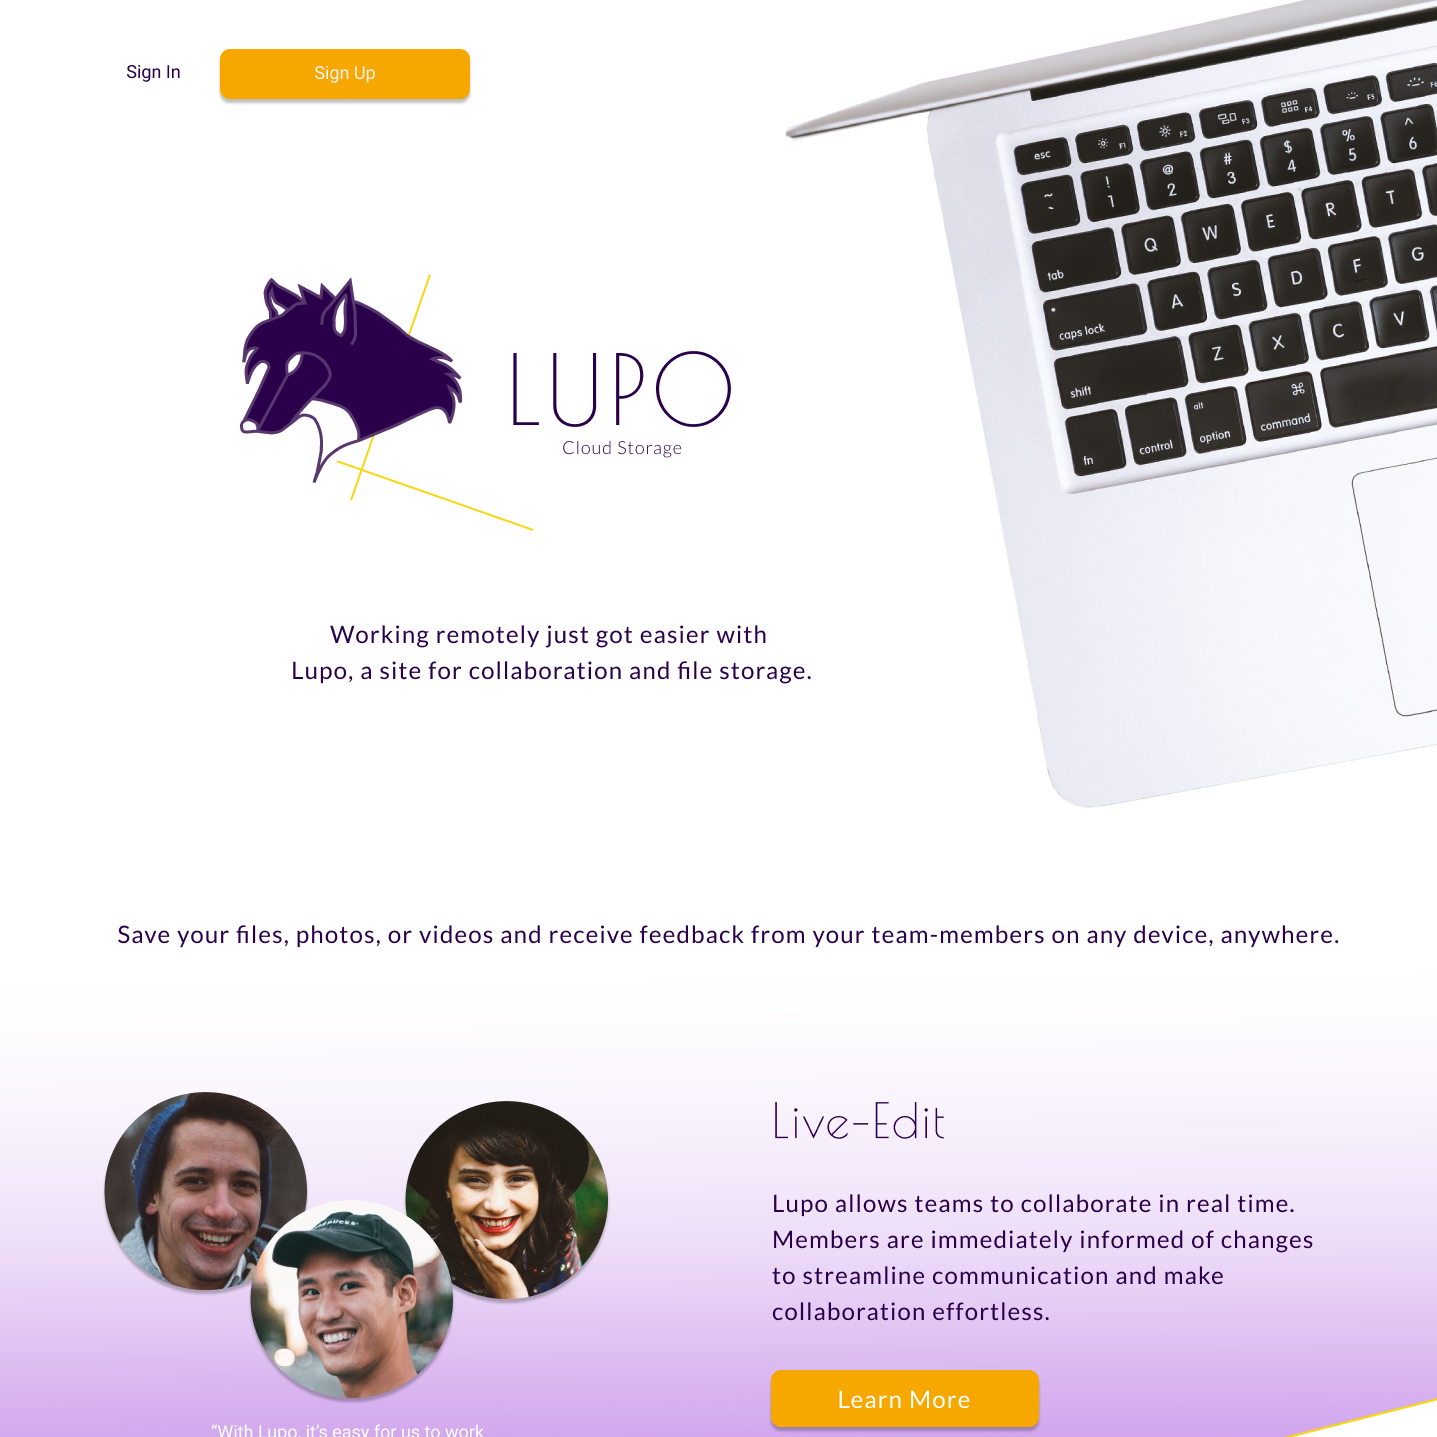 Sign In
Sign Up
LUPO
Cloud Storage
Working remotely just got easier with
Lupo, a site for collaboration and file storage.
esc
F1
F2
F3
F4
F5
~
`
!
1
@
2
#
3
$
4
%
5
^
6
tab
Q
W
E
R
T
caps lock
A
S
D
F
G
shift
Z
X
C
V
fn
control
alt
option
⌘
command
Save your files, photos, or videos and receive feedback from your team-members on any device, anywhere.
Live-Edit
Lupo allows teams to collaborate in real time.
Members are immediately informed of changes
to streamline communication and make
collaboration effortless.
Learn More
“With Lupo, it’s easy for us to work